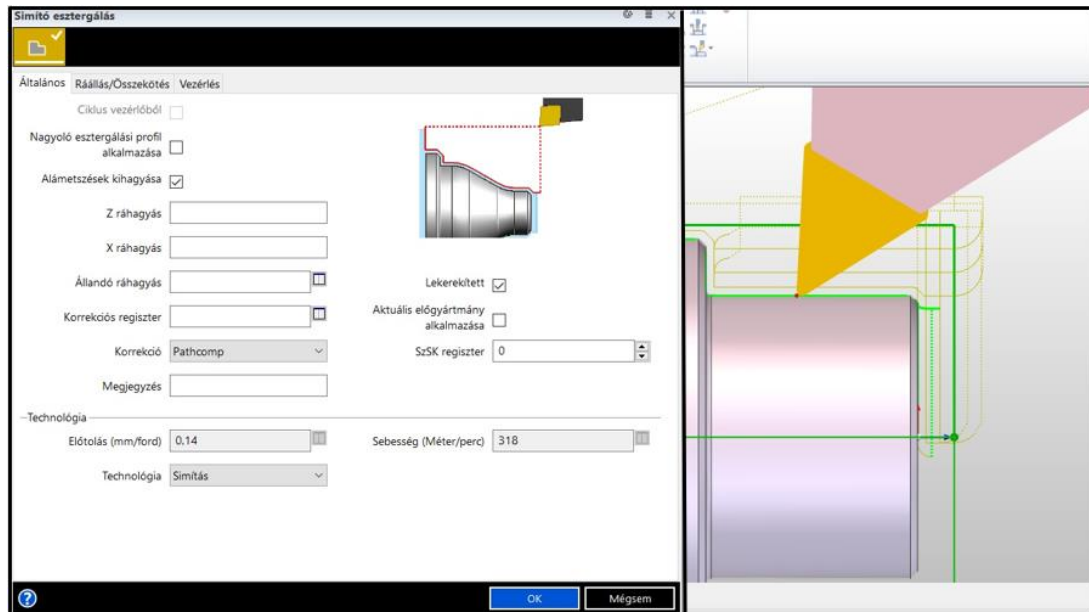 Simító esztergálás
Általános Ráállás/Összekötés Vezérlés
Ciklus vezérlőből
Nagyoló esztergálási profil
alkalmazása
Alámetszések kihagyása
Z ráhagyás
X ráhagyás
Állandó ráhagyás
Lekerekített
Korrekciós regiszter
Aktuális előgyártmány
alkalmazása
Korrekció Pathcomp
SzSK regiszter 0
Megjegyzés
Technológia
Előtolás (mm/ford) 0,14
Sebesség (Méter/perc) 318
Technológia Simítás
? OK Mégsem